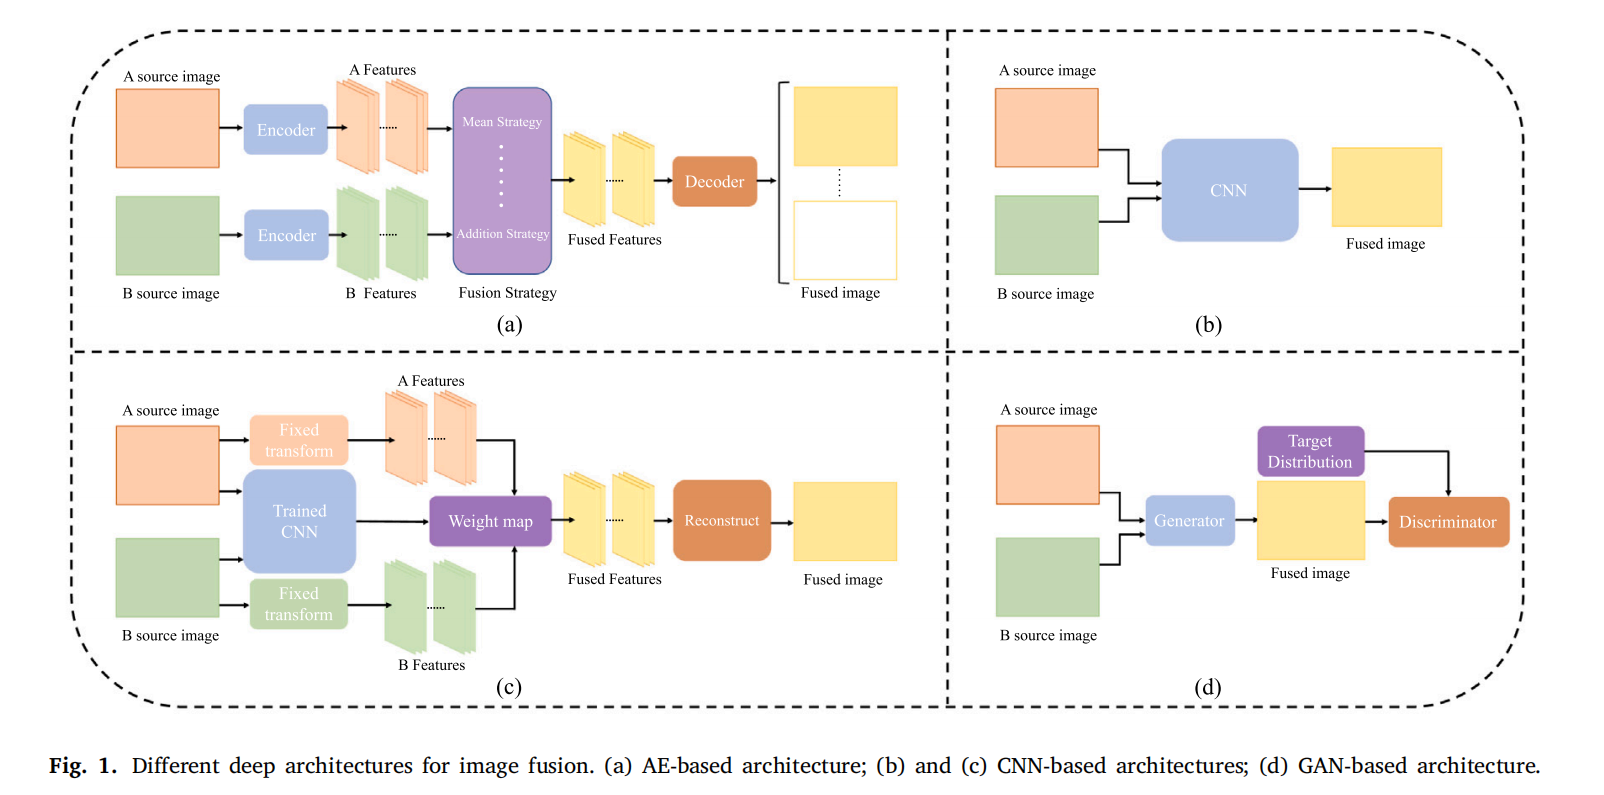 A source image
A Features
Encoder
......
Mean Strategy
B source image
Encoder
......
B Features
Addition Strategy
Fusion Strategy
......
Fused Features
Decoder
Fused image
(a)
A source image
B source image
CNN
Fused image
(b)
A source image
Fixed
transform
A Features
......
Trained
CNN
B source image
Fixed
transform
......
B Features
Weight map
......
Fused Features
Reconstruct
Fused image
(c)
A source image
B source image
Generator
Target
Distribution
Fused image
Discriminator
(d)
Fig. 1. Different deep architectures for image fusion. (a) AE-based architecture; (b) and (c) CNN-based architectures; (d) GAN-based architecture.